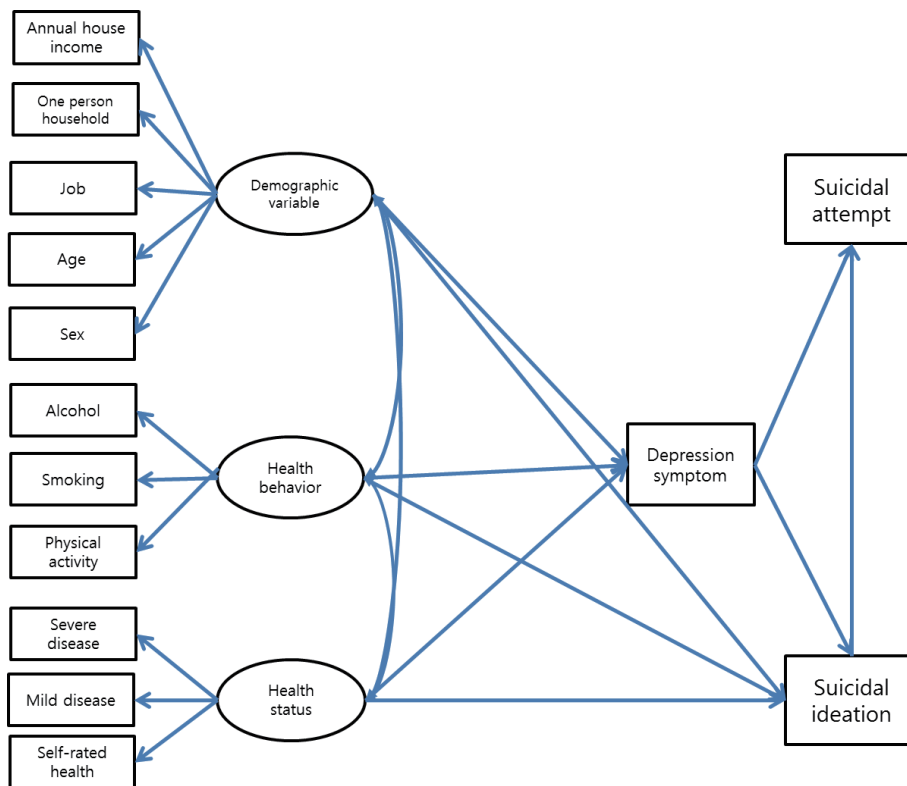 Annual house
income
One person
household
Job
Age
Sex
Alcohol
Smoking
Physical
activity
Severe
disease
Mild disease
Self-rated
health
Demographic
variable
Health
behavior
Health
status
Depression
symptom
Suicidal
attempt
Suicidal
ideation